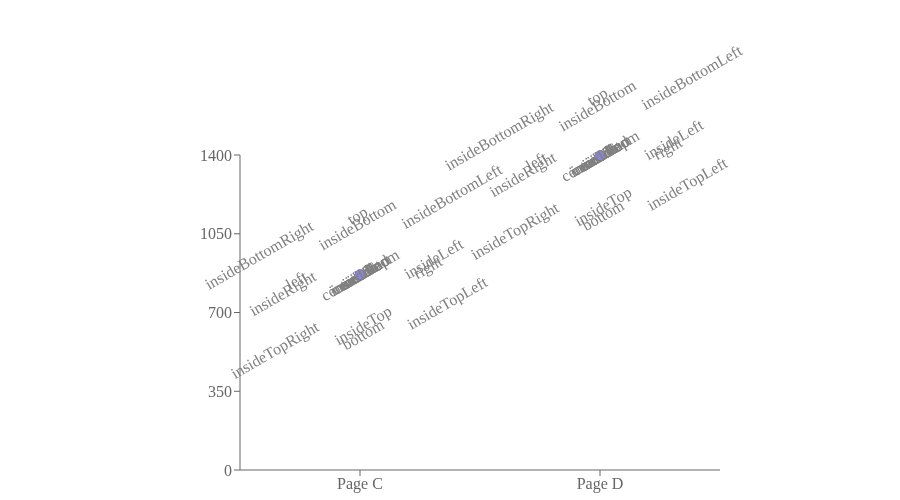 insideBottomLeft
top
insideBottom
insideBottomRight
insideLeft
right
left
insideRight
insideTopLeft
insideTop
bottom
insideTopRight
insideBottomLeft
top
insideBottom
insideBottomRight
insideLeft
right
left
insideRight
insideTopLeft
insideTop
bottom
insideTopRight
1400
1050
700
350
0
Page C
Page D